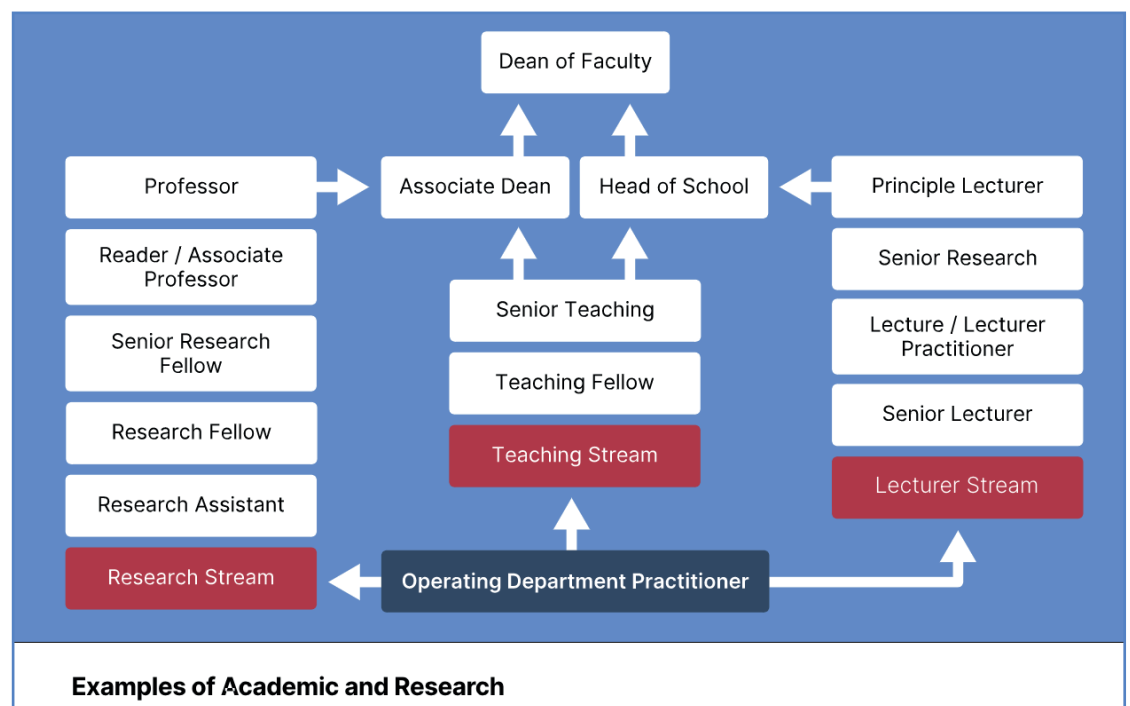 Dean of Faculty
Professor
Associate Dean
Head of School
Principle Lecturer
Reader / Associate
Professor
Senior Research
Fellow
Research Fellow
Research Assistant
Research Stream
Senior Teaching
Teaching Fellow
Teaching Stream
Senior Research
Lecture / Lecturer
Practitioner
Senior Lecturer
Lecturer Stream
Operating Department Practitioner
Examples of Academic and Research